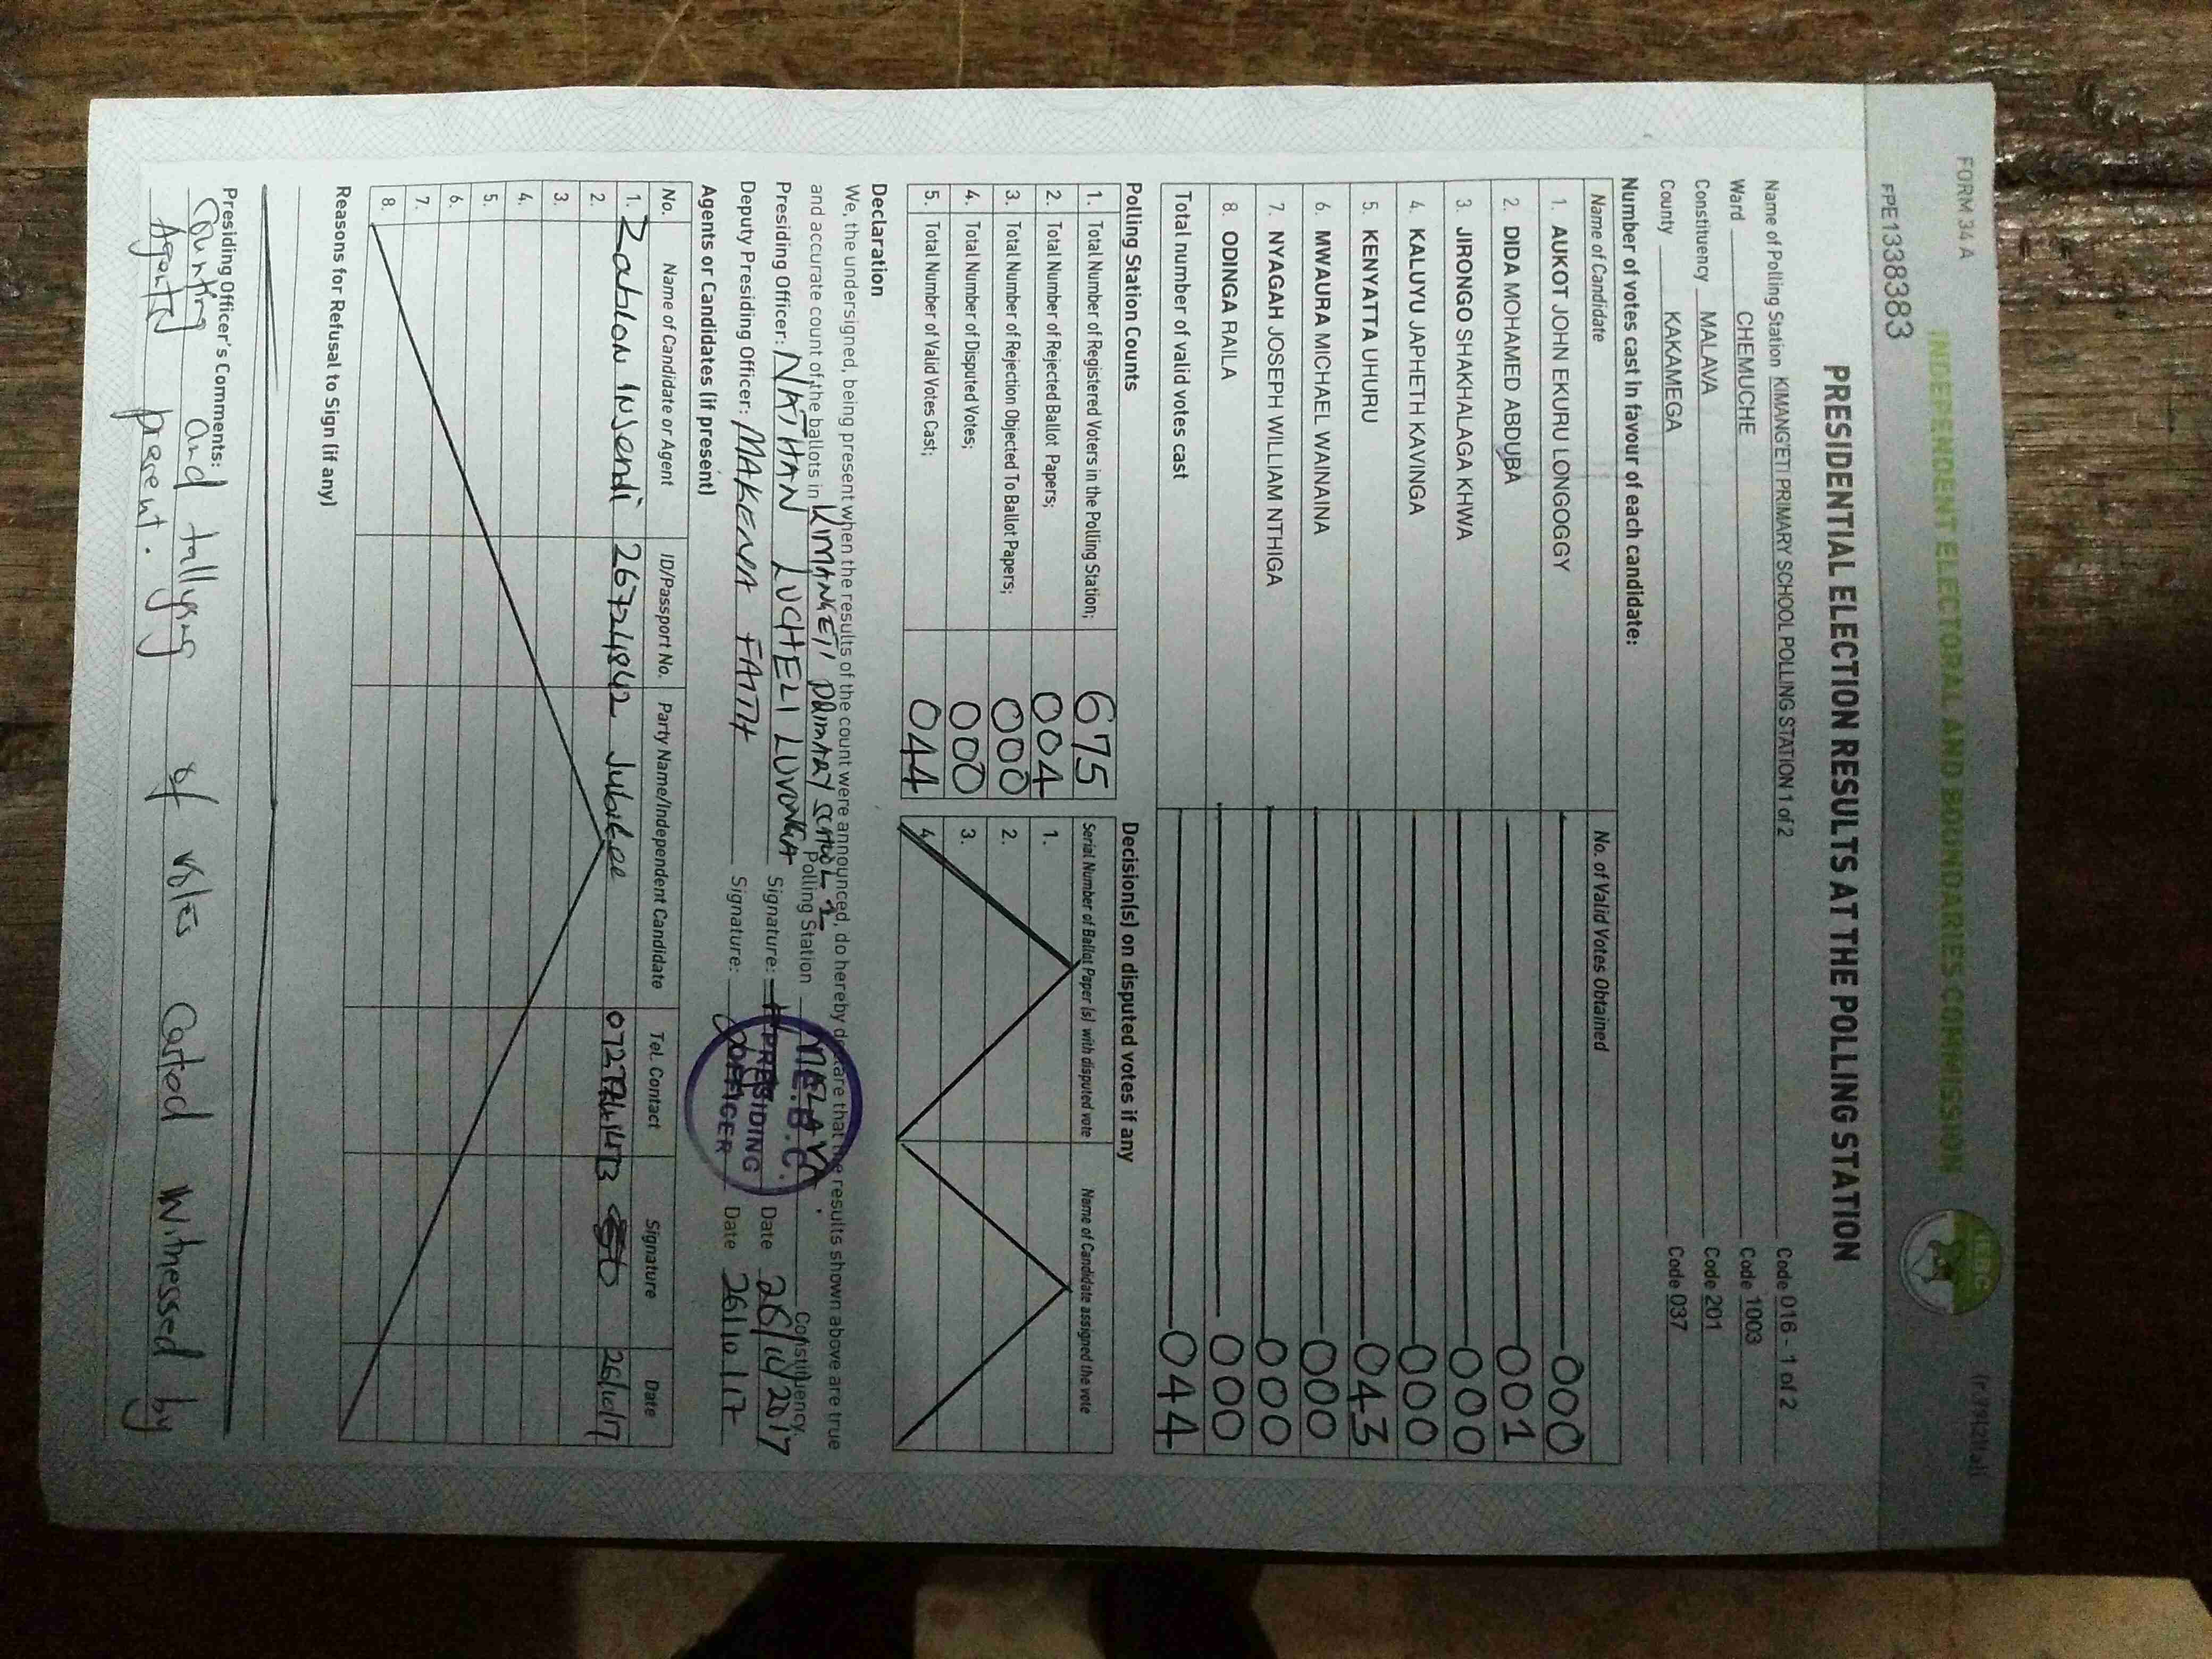 FORM 34 A
(r.79(2)(a))
INDEPENDENT ELECTORAL AND BOUNDARIES COMMISSION
IEBC
FPE1338383
PRESIDENTIAL ELECTION RESULTS AT THE POLLING STATION
Name of Polling Station KIMANG'ETI PRIMARY SCHOOL POLLING STATION 1 of 2 Code 016 - 1 of 2
Ward CHEMUCHE Code 1003
Constituency MALAVA Code 201
County KAKAMEGA Code 037
Number of votes cast in favour of each candidate:
Name of Candidate No. of Valid Votes Obtained
1. AUKOT JOHN EKURU LONGOGGY 000
2. DIDA MOHAMED ABDUBA 001
3. JIRONGO SHAKHALAGA KHWA 000
4. KALUYU JAPHETH KAVINGA 000
5. KENYATTA UHURU 043
6. MWAURA MICHAEL WAINAINA 000
7. NYAGAH JOSEPH WILLIAM NTHIGA 000
8. ODINGA RAILA 000
Total number of valid votes cast 044
Polling Station Counts
1. Total Number of Registered Voters in the Polling Station; 675
2. Total Number of Rejected Ballot Papers; 004
3. Total Number of Rejection Objected To Ballot Papers; 000
4. Total Number of Disputed Votes; 000
5. Total Number of Valid Votes Cast; 044
Decision(s) on disputed votes if any
Serial Number of Ballot Paper (s) with disputed vote Name of Candidate assigned the vote
1.
2.
3.
4.
Declaration
We, the undersigned, being present when the results of the count were announced, do hereby declare that the results shown above are true
and accurate count of the ballots in KIMANGETI PRIMARY SCHOOL 1 Polling Station MALAVA Constituency
Presiding Officer: NATHAN LUCHELI LUVONGA Signature: Date 26/10/2017
Deputy Presiding Officer: MAKENA FAITH Signature: Date 26/10/17
I.E.B.C.
PRESIDING
OFFICER
Agents or Candidates (if present)
No. Name of Candidate or Agent ID/Passport No. Party Name/Independent Candidate Tel. Contact Signature Date
1. Zablon Insendi 26724842 Jubilee 26/10/17
2.
3.
4.
5.
6.
7.
8.
Reasons for Refusal to Sign (if any)
Presiding Officer's Comments:
Counting and tallying of votes casted witnessed by
Agents present.